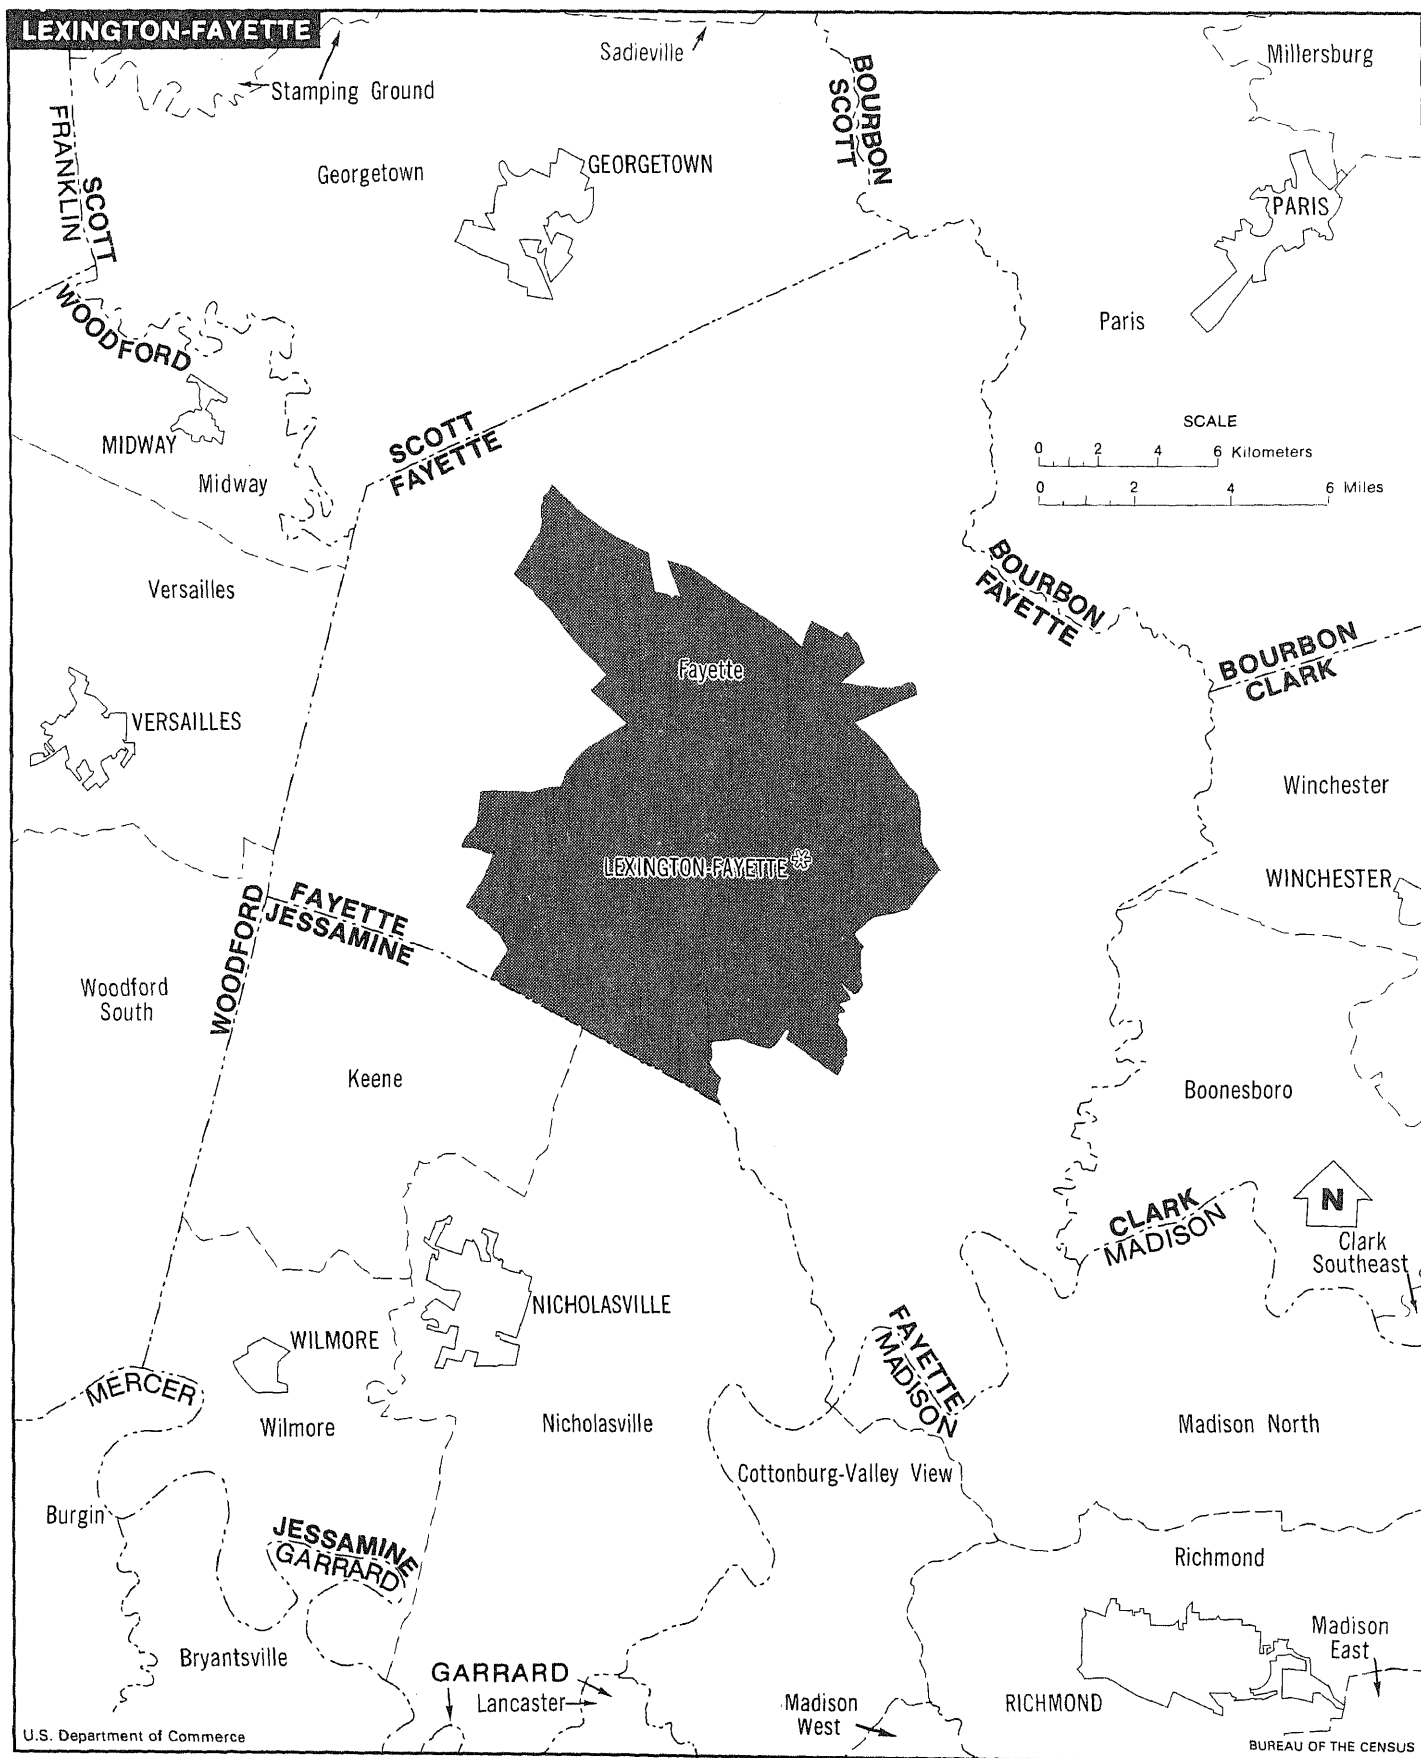 LEXINGTON-FAYETTE
Stamping Ground
Sadieville
Millersburg
BOURBON
SCOTT
FRANKLIN
SCOTT
Georgetown
GEORGETOWN
PARIS
WOODFORD
Paris
MIDWAY
Midway
SCOTT
FAYETTE
SCALE
0 2 4 6 Kilometers
0 2 4 6 Miles
Versailles
BOURBON
FAYETTE
Fayette
BOURBON
CLARK
VERSAILLES
Winchester
LEXINGTON-FAYETTE
WINCHESTER
FAYETTE
JESSAMINE
WOODFORD
Woodford
South
Keene
Boonesboro
N
CLARK
MADISON
Clark
Southeast
NICHOLASVILLE
WILMORE
FAYETTE
MADISON
MERCER
Wilmore
Nicholasville
Madison North
Cottonburg-Valley View
Burgin
JESSAMINE
GARRARD
Richmond
Bryantsville
Madison
East
GARRARD
Lancaster
Madison
West
RICHMOND
U.S. Department of Commerce
BUREAU OF THE CENSUS